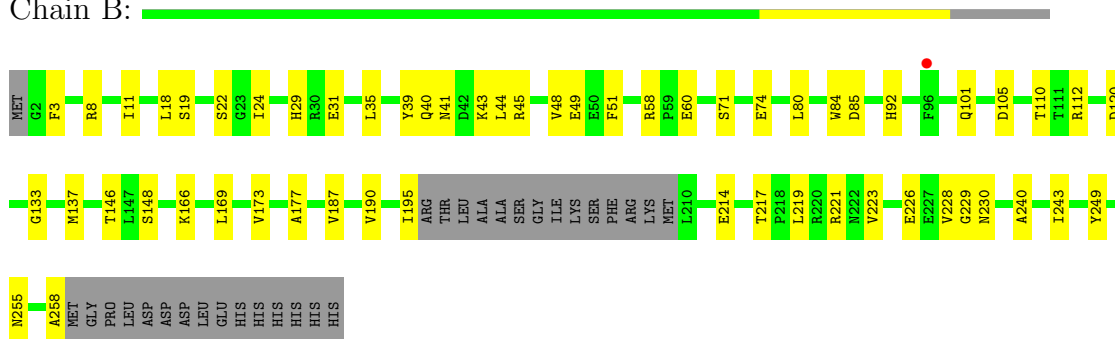 Chain B:
MET G2 F3 R8 I11 L18 S19 S22 G23 I24 H29 R30 E31 L35 Y39 Q40 N41 D42 K43 L44 R45 V48 E49 E50 F51 R58 P59 E60 S71 E74 L80 W84 D85 H92 F96 Q101 D105 T110 T111 R112
G133 M137 T146 L147 S148 K166 L169 V173 A177 V187 V190 I195 ARG THR LEU ALA ALA SER GLY ILE LYS SER PHE ARG LYS MET L210 E214 T217 P218 L219 R220 R221 N222 V223 E226 E227 V228 G229 N230 A240 I243 Y249
N255 A258 MET GLY PRO LEU ASP ASP ASP LEU GLU HIS HIS HIS HIS HIS HIS